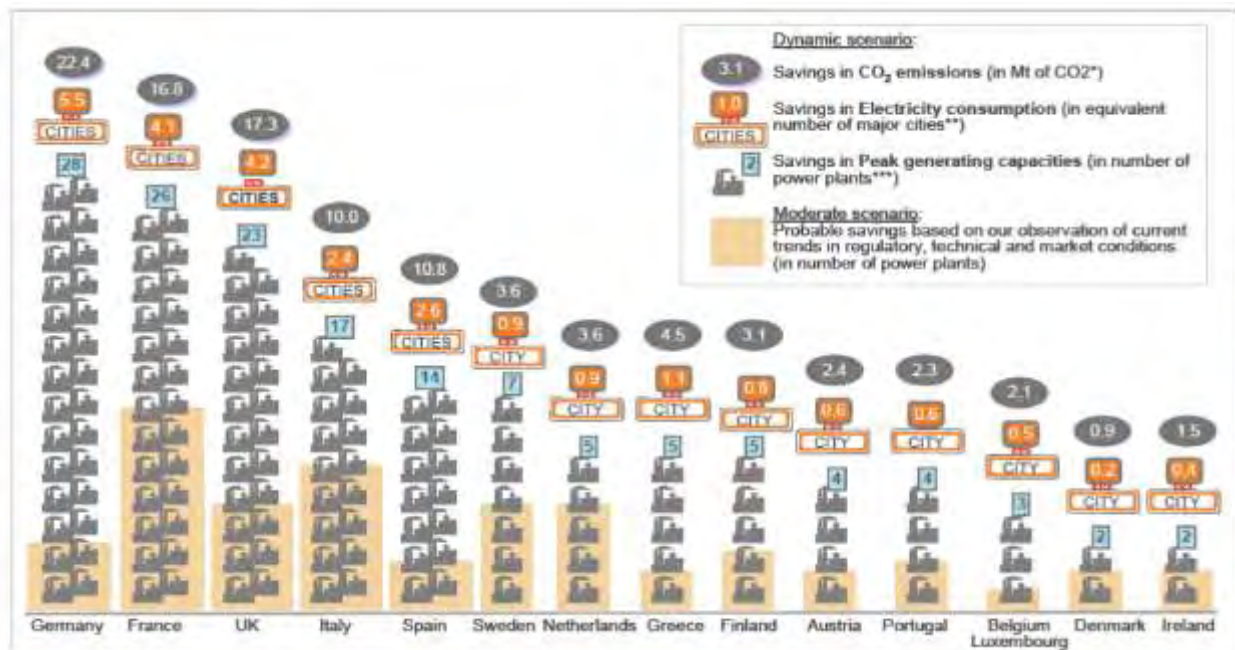 Dynamic scenario:
3.1
Savings in CO2 emissions (in Mt of CO2*)
1.0
CITIES
Savings in Electricity consumption (in equivalent
number of major cities**)
2
Savings in Peak generating capacities (in number of
power plants***)
Moderate scenario:
Probable savings based on our observation of current
trends in regulatory, technical and market conditions
(in number of power plants)
22.4
5.5
CITIES
28
16.8
4.1
CITIES
26
17.3
4.2
CITIES
23
10.0
2.4
CITIES
17
10.8
2.6
CITIES
14
3.6
0.9
CITY
7
3.6
0.9
CITY
5
4.5
1.1
CITY
5
3.1
CITY
5
2.4
0.6
CITY
4
2.3
0.6
CITY
4
2.1
0.5
CITY
3
0.9
0.2
CITY
2
1.5
0.4
CITY
2
Germany
France
UK
Italy
Spain
Sweden
Netherlands
Greece
Finland
Austria
Portugal
Belgium
Luxembourg
Denmark
Ireland